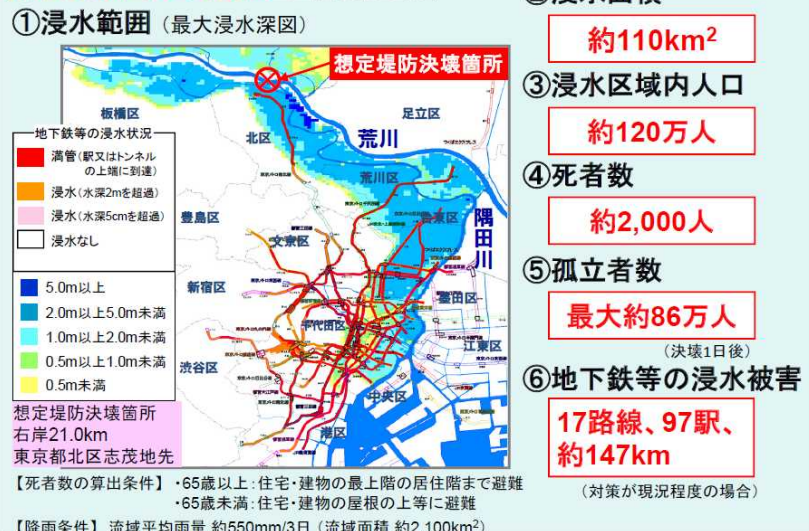 ①浸水範囲（最大浸水深図）
想定堤防決壊箇所
板橋区
足立区
北区
荒川
荒川区
台東区
隅田川
豊島区
文京区
新宿区
墨田区
千代田区
江東区
渋谷区
中央区
港区
地下鉄等の浸水状況
満管（駅又はトンネル
の上端に到達）
浸水（水深2mを超過）
浸水（水深5cmを超過）
浸水なし
5.0m以上
2.0m以上5.0m未満
1.0m以上2.0m未満
0.5m以上1.0m未満
0.5m未満
想定堤防決壊箇所
右岸21.0km
東京都北区志茂地先
約110km²
③浸水区域内人口
約120万人
④死者数
約2,000人
⑤孤立者数
最大約86万人
（決壊1日後）
⑥地下鉄等の浸水被害
17路線、97駅、
約147km
（対策が現況程度の場合）
【死者数の算出条件】・65歳以上：住宅・建物の最上階の居住階まで避難
・65歳未満：住宅・建物の屋根の上等に避難
【降雨条件】流域平均雨量 約550mm/3日（流域面積 約2,100km²）